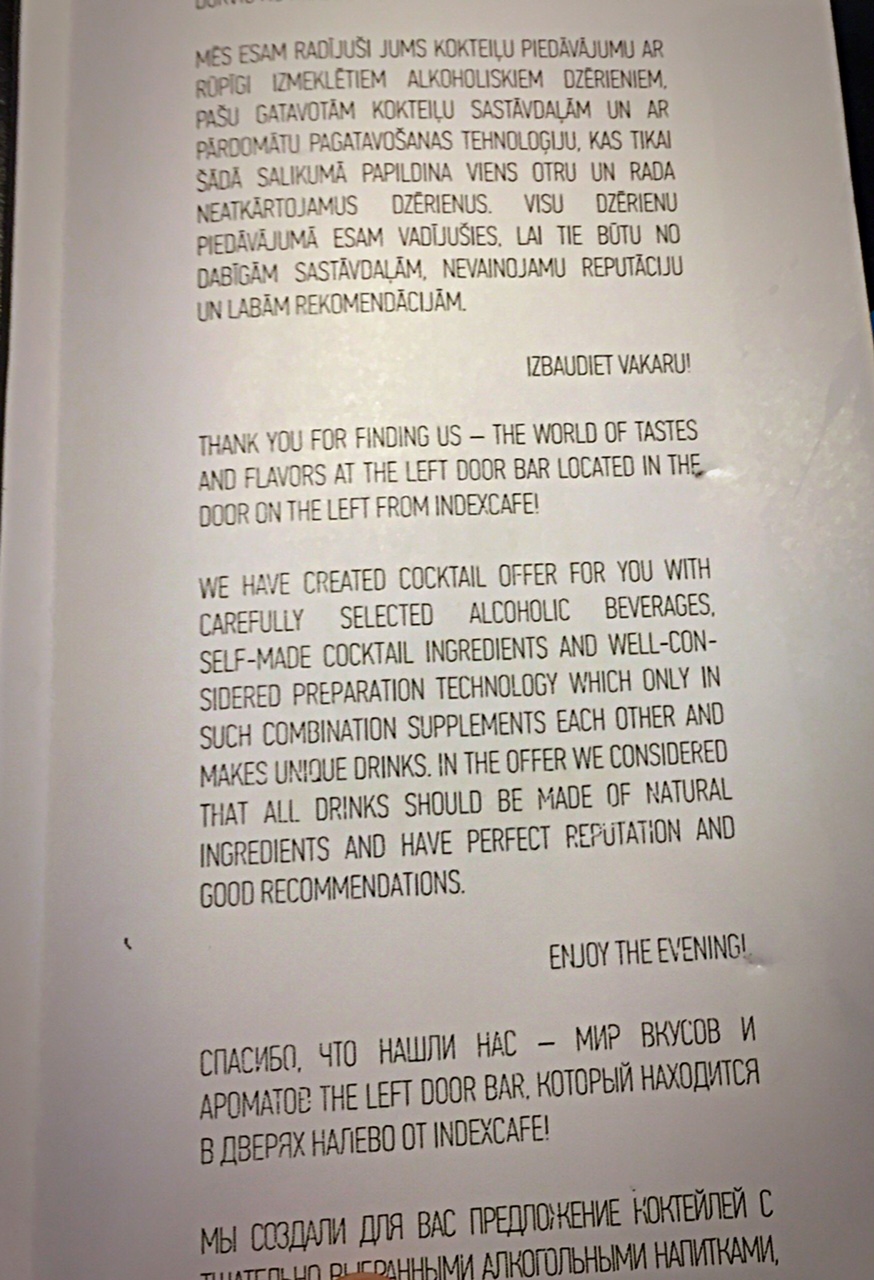 MĒS ESAM RADĪJUŠI JUMS KOKTEIĻU PIEDĀVĀJUMU AR
RŪPĪGI IZMEKLĒTIEM ALKOHOLISKIEM DZĒRIENIEM,
PAŠU GATAVOTĀM KOKTEIĻU SASTĀVDAĻĀM UN AR
PĀRDOMĀTU PAGATAVOŠANAS TEHNOLOĢIJU, KAS TIKAI
ŠĀDĀ SALIKUMĀ PAPILDINA VIENS OTRU UN RADA
NEATKĀRTOJAMUS DZĒRIENUS. VISU DZĒRIENU
PIEDĀVĀJUMĀ ESAM VADĪJUŠIES, LAI TIE BŪTU NO
DABĪGĀM SASTĀVDAĻĀM, NEVAINOJAMU REPUTĀCIJU
UN LABĀM REKOMENDĀCIJĀM.
IZBAUDIET VAKARU!
THANK YOU FOR FINDING US – THE WORLD OF TASTES
AND FLAVORS AT THE LEFT DOOR BAR LOCATED IN THE
DOOR ON THE LEFT FROM INDEXCAFE!
WE HAVE CREATED COCKTAIL OFFER FOR YOU WITH
CAREFULLY SELECTED ALCOHOLIC BEVERAGES,
SELF-MADE COCKTAIL INGREDIENTS AND WELL-CON-
SIDERED PREPARATION TECHNOLOGY WHICH ONLY IN
SUCH COMBINATION SUPPLEMENTS EACH OTHER AND
MAKES UNIQUE DRINKS. IN THE OFFER WE CONSIDERED
THAT ALL DRINKS SHOULD BE MADE OF NATURAL
INGREDIENTS AND HAVE PERFECT REPUTATION AND
GOOD RECOMMENDATIONS.
ENJOY THE EVENING!
СПАСИБО, ЧТО НАШЛИ НАС – МИР ВКУСОВ И
АРОМАТОВ THE LEFT DOOR BAR, КОТОРЫЙ НАХОДИТСЯ
В ДВЕРЯХ НАЛЕВО ОТ INDEXCAFE!
МЫ СОЗДАЛИ ДЛЯ ВАС ПРЕДЛОЖЕНИЕ КОКТЕЙЛЕЙ С
ТЩАТЕЛЬНО ВЫБРАННЫМИ АЛКОГОЛЬНЫМИ НАПИТКАМИ,